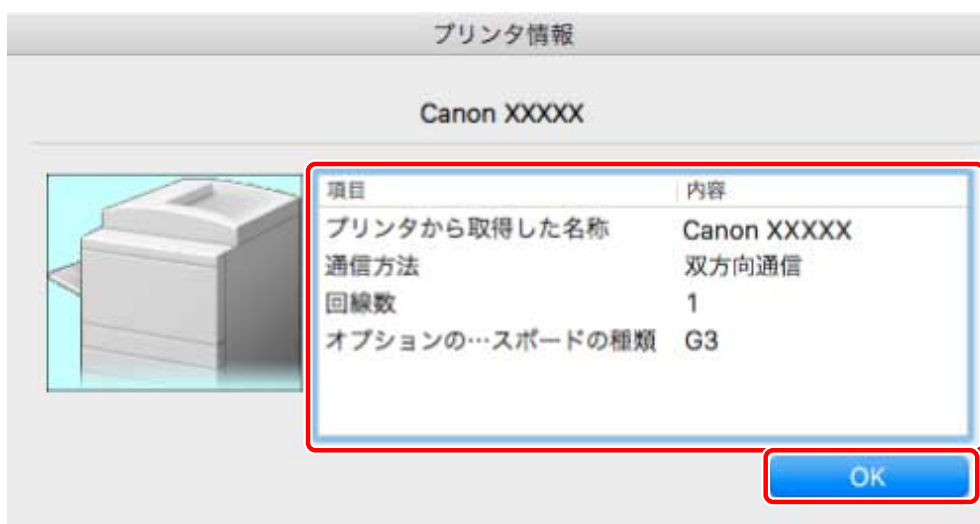 プリンタ情報
Canon XXXXX
項目 内容
プリンタから取得した名称 Canon XXXXX
通信方法 双方向通信
回線数 1
オプションの…スボードの種類 G3
OK